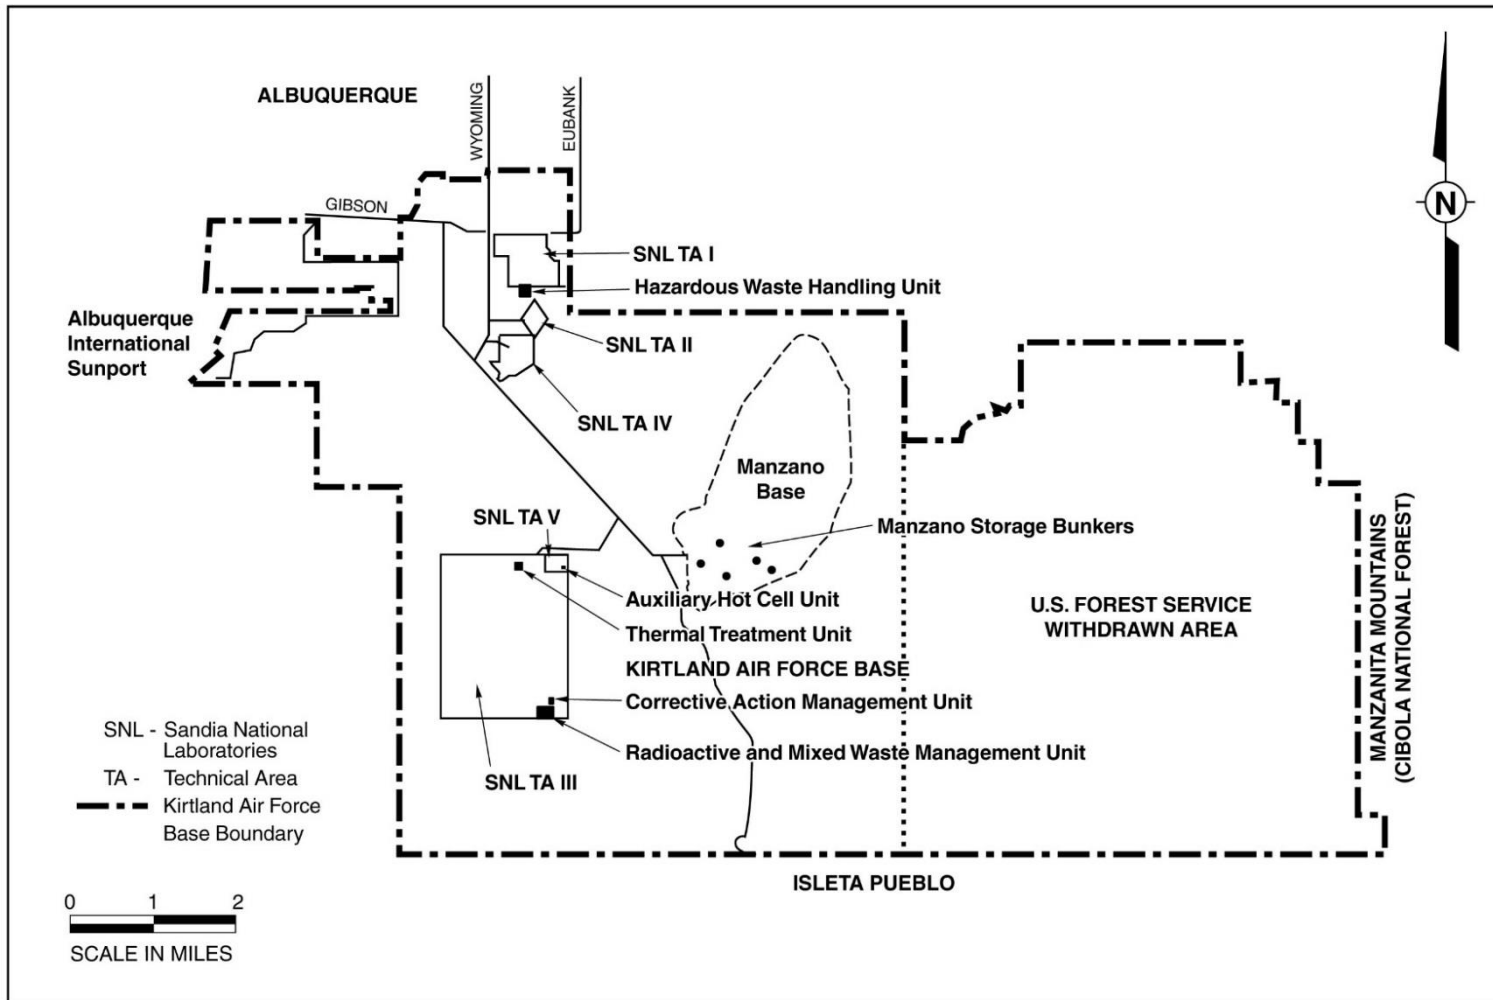 ALBUQUERQUE
WYOMING
EUBANK
GIBSON
N
SNL TA I
Hazardous Waste Handling Unit
Albuquerque
International
Sunport
SNL TA II
SNL TA IV
Manzano
Base
SNL TA V
Manzano Storage Bunkers
Auxiliary Hot Cell Unit
U.S. FOREST SERVICE
WITHDRAWN AREA
MANZANITA MOUNTAINS
(CIBOLA NATIONAL FOREST)
Thermal Treatment Unit
KIRTLAND AIR FORCE BASE
Corrective Action Management Unit
Radioactive and Mixed Waste Management Unit
SNL TA III
SNL - Sandia National
Laboratories
TA - Technical Area
Kirtland Air Force
Base Boundary
ISLETA PUEBLO
0 1 2
SCALE IN MILES